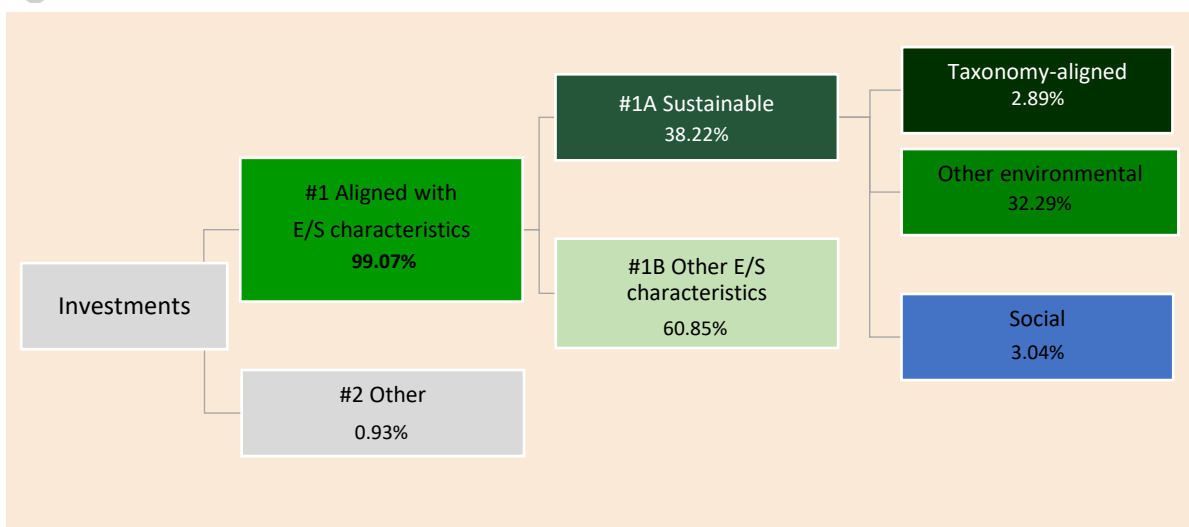 Investments
#1 Aligned with
E/S characteristics
99.07%
#2 Other
0.93%
#1A Sustainable
38.22%
#1B Other E/S
characteristics
60.85%
Taxonomy-aligned
2.89%
Other environmental
32.29%
Social
3.04%